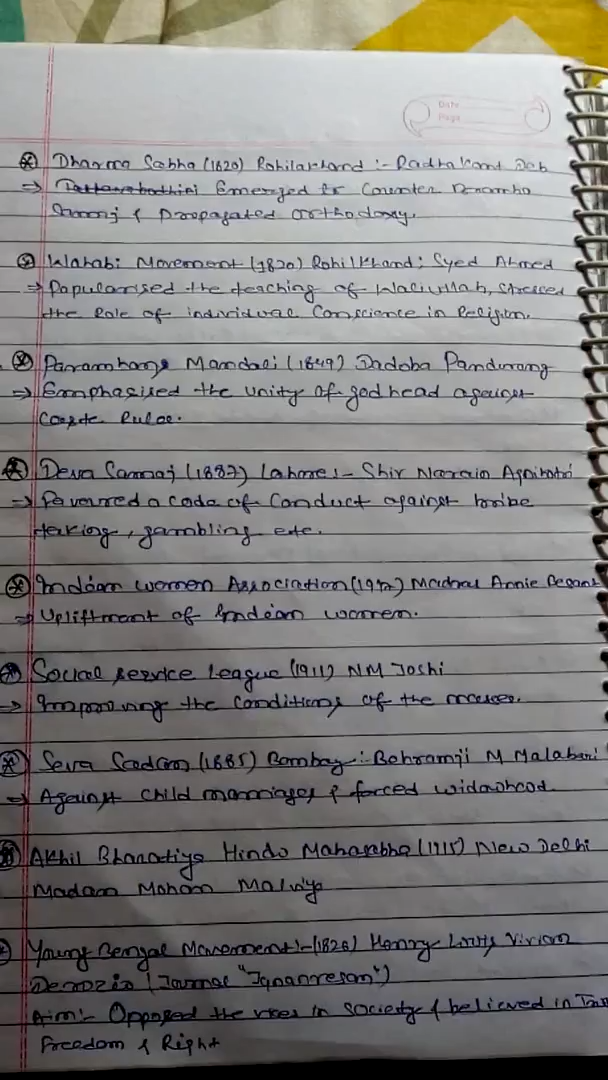 Date
Page
Dharma Sabha (1820) Rohilakhand :- Radhakant Deb
⇒ Emerged to Counter Bramho
Samaj & Propagated orthodoxy.
Wahabi Movement (1820) Rohilkhand; Syed Ahmed
⇒ Popularised the teaching of Waliullah, stressed
the Role of individual Conscience in Religion.
Paramhans Mandali (1849) Dadoba Pandurang
⇒ Emphasised the unity of godhead against
Caste Rules.
Deva Samaj (1887) Lahore :- Shiv Narain Agnihotri
⇒ Favoured a code of Conduct against bribe
taking, gambling etc.
Indian women Association Madras Annie Besant
⇒ Upliftment of Indian women.
Social service League (1911) NM Joshi
→ Improving the conditions of the masses.
Seva Sadan (1885) Bombay :- Behramji M Malabari
→ Against child marriages & forced widowhood.
Akhil Bharatiya Hindu Mahasabha (1915) New Delhi
Madan Mohan Malviya
Young Bengal Movement :- (1826) Henry Louis Vivian
Derozio (Journal
Aim :- Opposed the vices in society & believed in
Freedom & Right